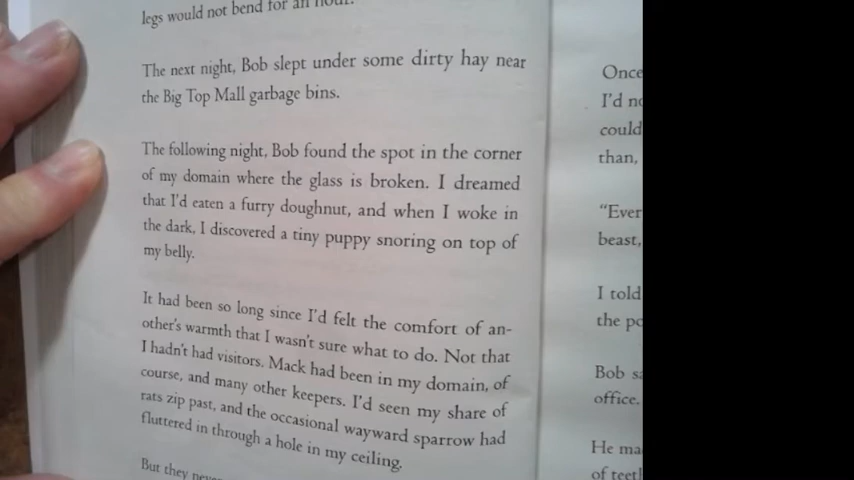 legs would not bend for an hour.
The next night, Bob slept under some dirty hay near
the Big Top Mall garbage bins.
The following night, Bob found the spot in the corner
of my domain where the glass is broken. I dreamed
that I'd eaten a furry doughnut, and when I woke in
the dark, I discovered a tiny puppy snoring on top of
my belly.
It had been so long since I'd felt the comfort of an-
other's warmth that I wasn't sure what to do. Not that
I hadn't had visitors. Mack had been in my domain, of
course, and many other keepers. I'd seen my share of
rats zip past, and the occasional wayward sparrow had
fluttered in through a hole in my ceiling.
But they
Once
I'd
could
than,
"Ever
beast,
I told
the
Bob
office.
He
of